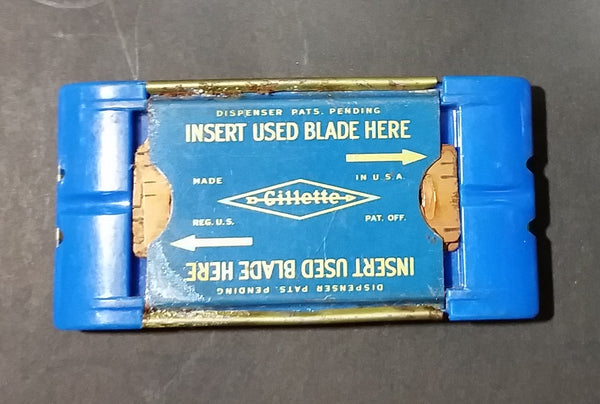 DISPENSER PATS. PENDING
INSERT USED BLADE HERE
MADE IN U.S.A.
Gillette
REG. U.S. PAT. OFF.
INSERT USED BLADE HERE
DISPENSER PATS. PENDING